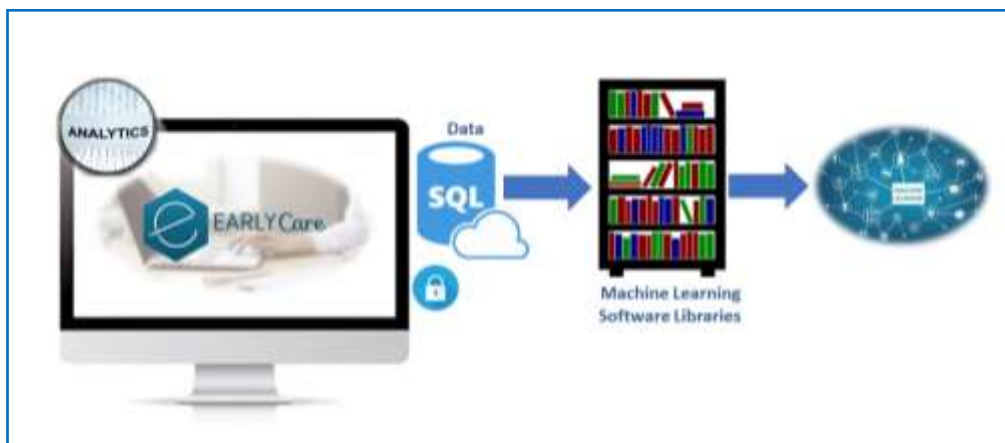 ANALYTICS
EARLYCare
Data
SQL
Machine Learning
Software Libraries